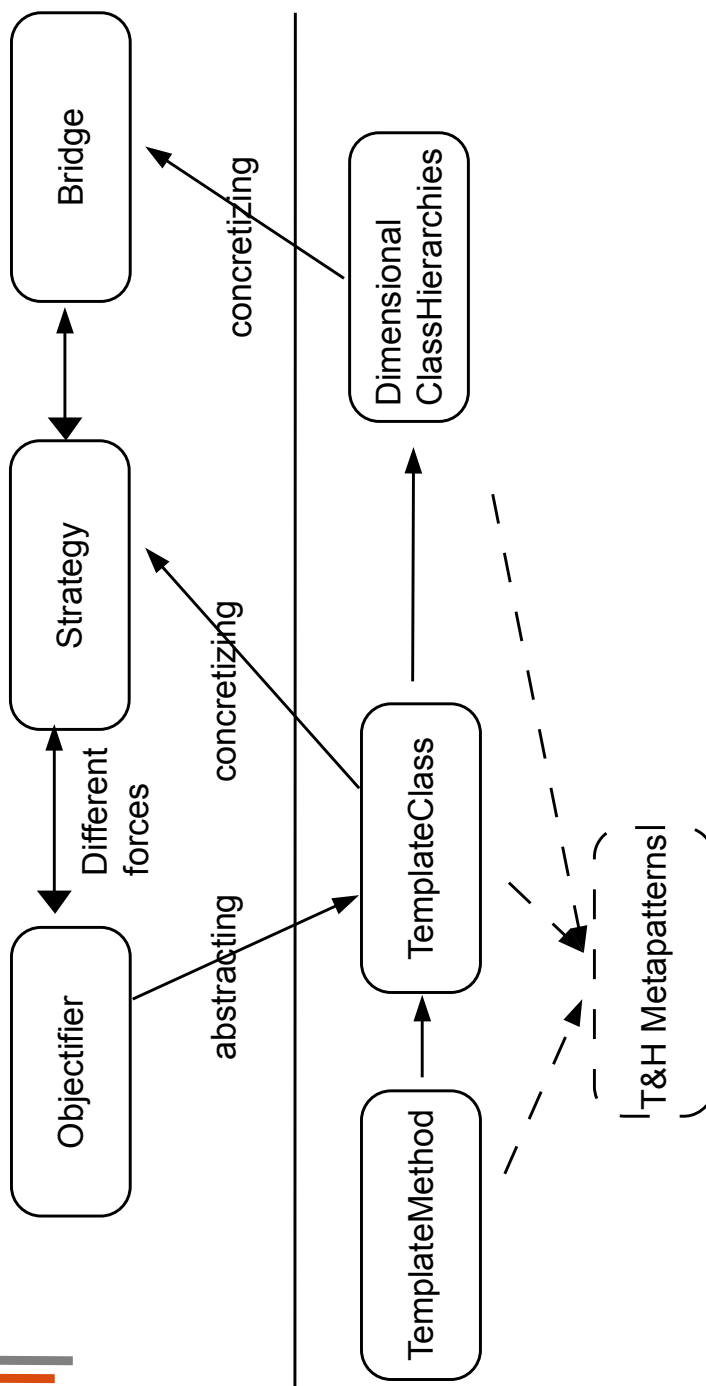 Objectifier
Strategy
Bridge
Different
forces
abstracting
concretizing
concretizing
TemplateMethod
TemplateClass
Dimensional
ClassHierarchies
T&H Metapatterns